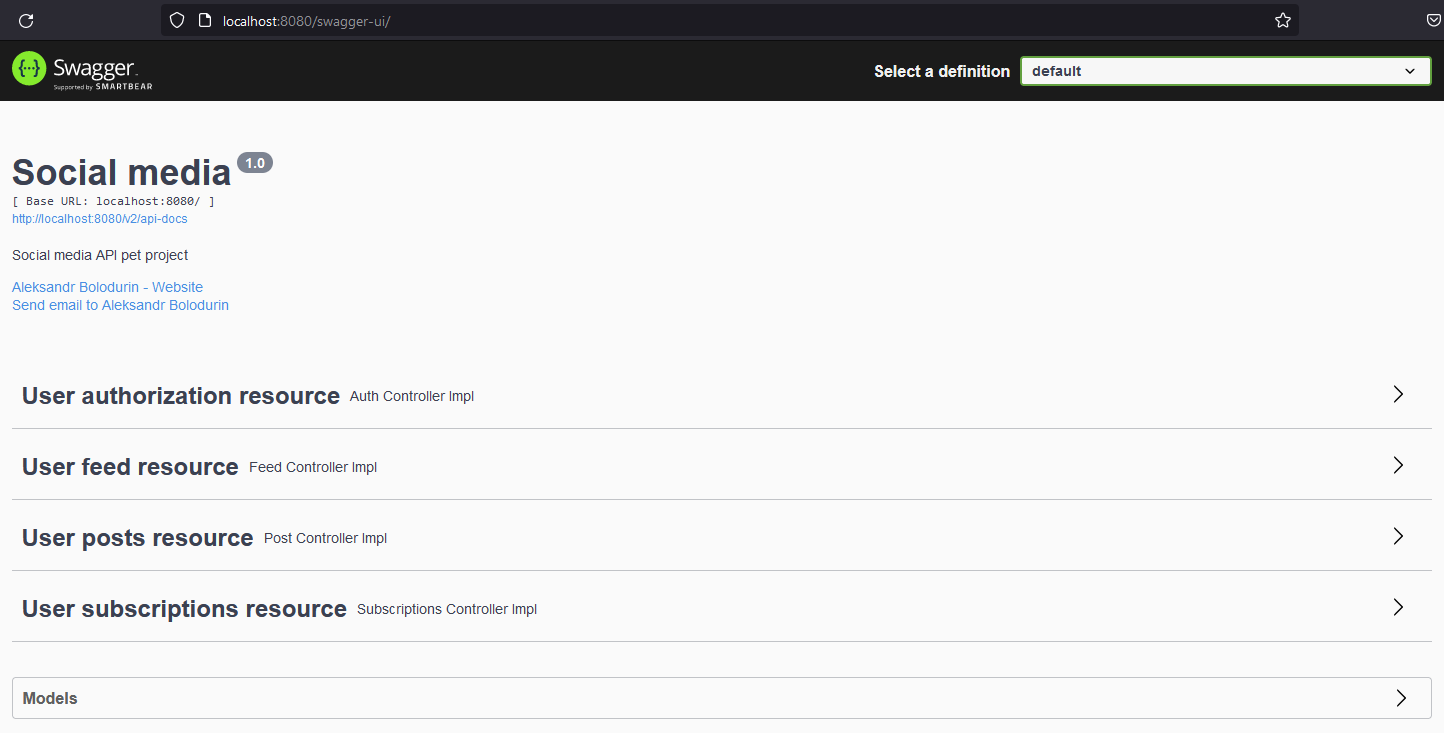 localhost:8080/swagger-ui/
{···} Swagger
Supported by SMARTBEAR
Select a definition
default
Social media 1.0
[ Base URL: localhost:8080/ ]
http://localhost:8080/v2/api-docs
Social media API pet project
Aleksandr Bolodurin - Website
Send email to Aleksandr Bolodurin
User authorization resource Auth Controller Impl
User feed resource Feed Controller Impl
User posts resource Post Controller Impl
User subscriptions resource Subscriptions Controller Impl
Models